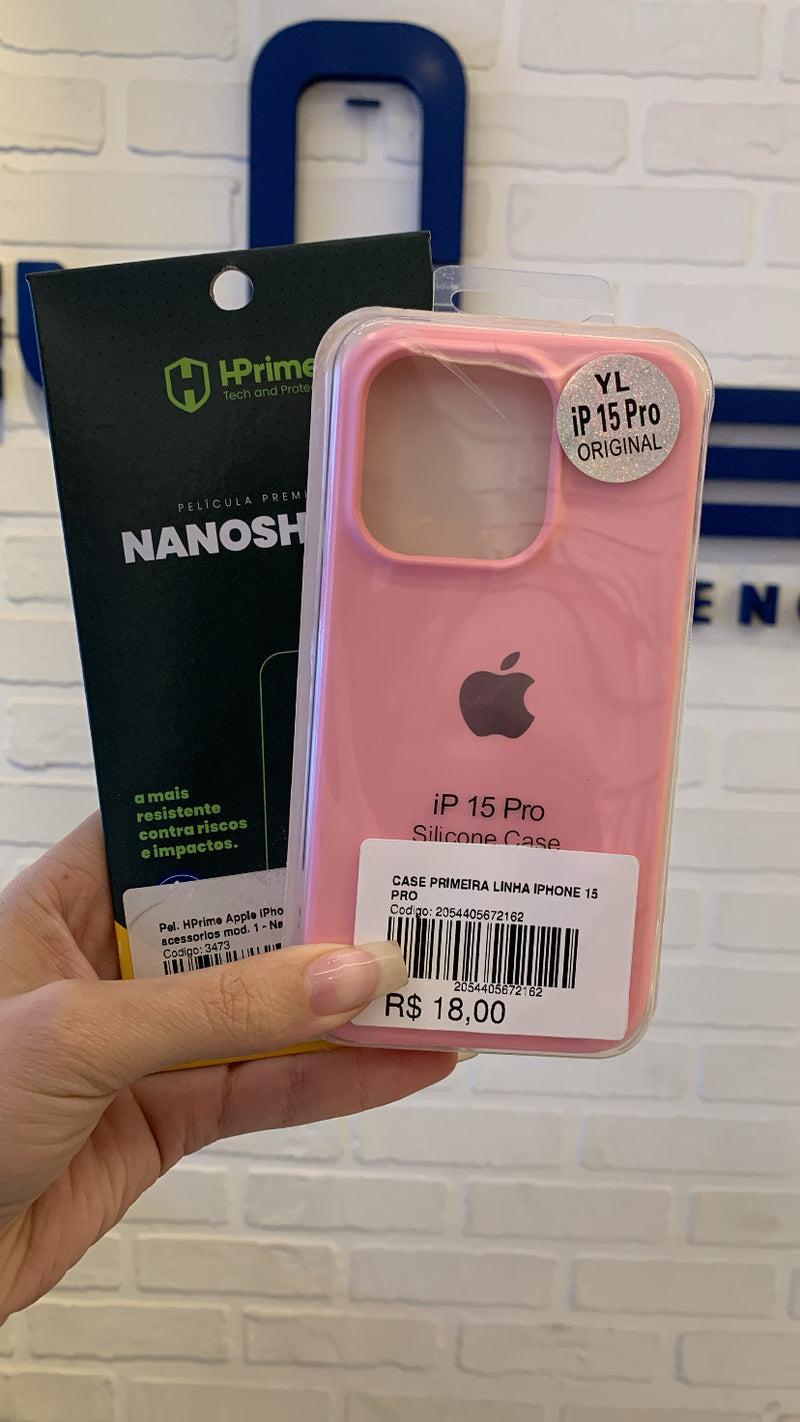 HPrime
Tech and Protec
PELÍCULA PREMI
NANOSH
a mais
resistente
contra riscos
e impactos.
Pel. HPrime Apple iPho
acessorios mod. 1 - Na
Codigo: 3473
YL
iP 15 Pro
ORIGINAL
iP 15 Pro
Silicone Case
CASE PRIMEIRA LINHA IPHONE 15
PRO
Codigo: 2054405672162
2054405672162
R$ 18,00
ENC